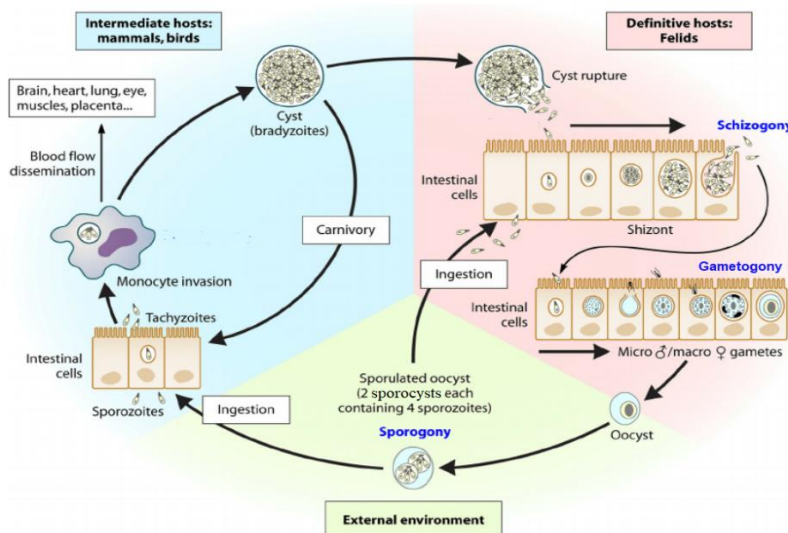 Intermediate hosts:
mammals, birds
Definitive hosts:
Felids
Brain, heart, lung, eye,
muscles, placenta...
Cyst rupture
Cyst
(bradyzoites)
Schizogony
Blood flow
dissemination
Intestinal
cells
Carnivory
Shizont
Monocyte invasion
Ingestion
Gametogony
Tachyzoites
Intestinal
cells
Intestinal
cells
Micro ♂/macro ♀ gametes
Sporulated oocyst
(2 sporocysts each
containing 4 sporozoites)
Sporozoites
Ingestion
Sporogony
Oocyst
External environment